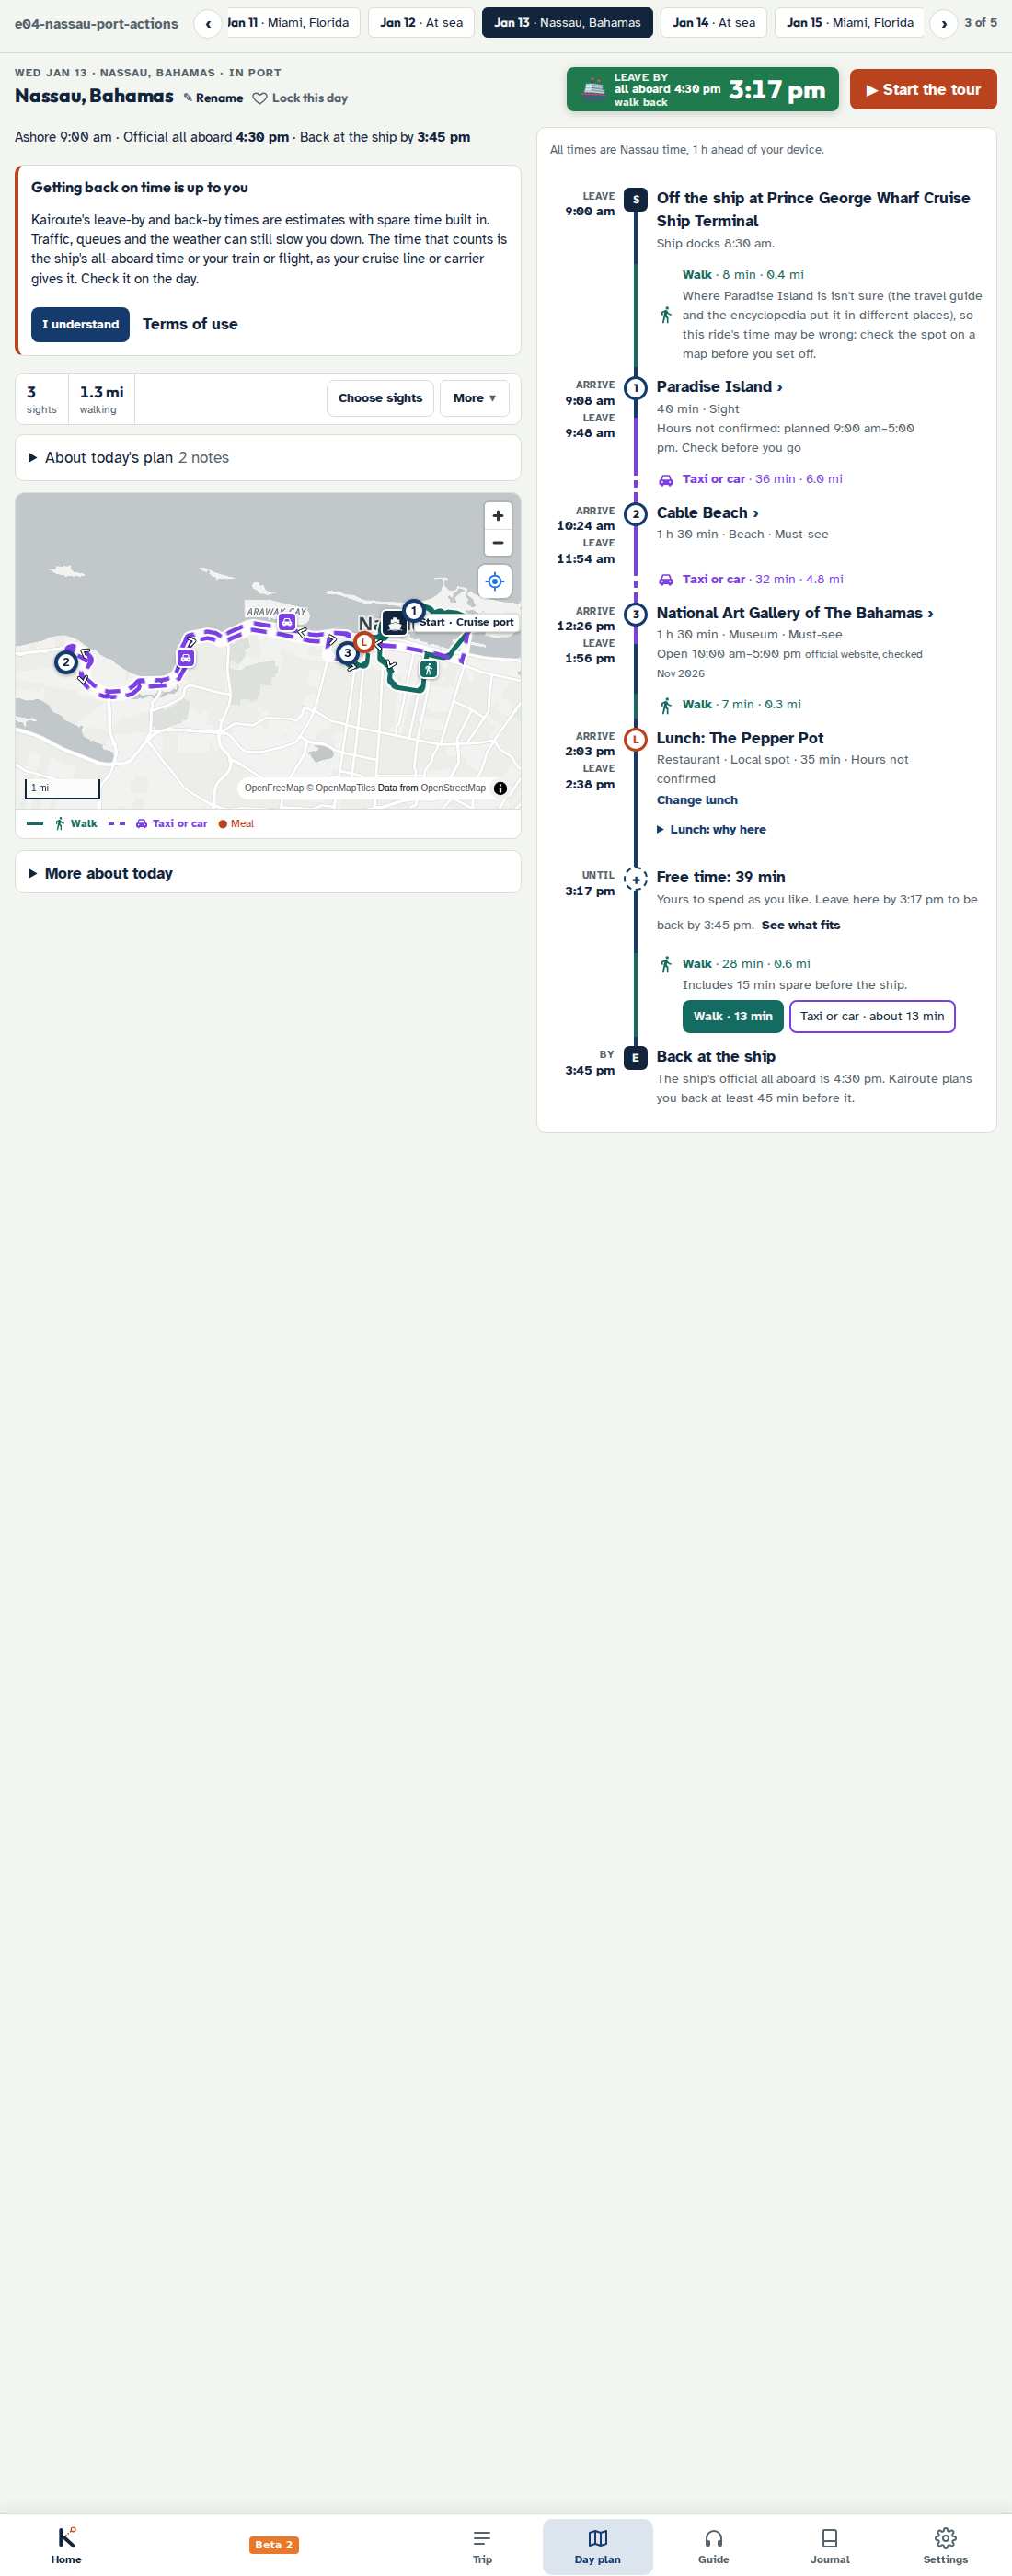 e04-nassau-port-actions
‹
Jan 11 · Miami, Florida
Jan 12 · At sea
Jan 13 · Nassau, Bahamas
Jan 14 · At sea
Jan 15 · Miami, Florida
›
3 of 5
WED JAN 13 · NASSAU, BAHAMAS · IN PORT
Nassau, Bahamas
✎ Rename
Lock this day
LEAVE BY
all aboard 4:30 pm
walk back
3:17 pm
▶ Start the tour
Ashore 9:00 am · Official all aboard 4:30 pm · Back at the ship by 3:45 pm
Getting back on time is up to you
Kairoute's leave-by and back-by times are estimates with spare time built in.
Traffic, queues and the weather can still slow you down. The time that counts is
the ship's all-aboard time or your train or flight, as your cruise line or carrier
gives it. Check it on the day.
I understand
Terms of use
3
sights
1.3 mi
walking
Choose sights
More ▼
▶ About today's plan 2 notes
+
−
ARAWAK CAY
1
Start · Cruise port
L
3
2
1 mi
OpenFreeMap © OpenMapTiles Data from OpenStreetMap
Walk
Taxi or car
Meal
▶ More about today
All times are Nassau time, 1 h ahead of your device.
LEAVE
9:00 am
S
Off the ship at Prince George Wharf Cruise
Ship Terminal
Ship docks 8:30 am.
Walk · 8 min · 0.4 mi
Where Paradise Island is isn't sure (the travel guide
and the encyclopedia put it in different places), so
this ride's time may be wrong: check the spot on a
map before you set off.
ARRIVE
9:08 am
LEAVE
9:48 am
1
Paradise Island ›
40 min · Sight
Hours not confirmed: planned 9:00 am–5:00
pm. Check before you go
Taxi or car · 36 min · 6.0 mi
ARRIVE
10:24 am
LEAVE
11:54 am
2
Cable Beach ›
1 h 30 min · Beach · Must-see
Taxi or car · 32 min · 4.8 mi
ARRIVE
12:26 pm
LEAVE
1:56 pm
3
National Art Gallery of The Bahamas ›
1 h 30 min · Museum · Must-see
Open 10:00 am–5:00 pm official website, checked
Nov 2026
Walk · 7 min · 0.3 mi
ARRIVE
2:03 pm
LEAVE
2:38 pm
L
Lunch: The Pepper Pot
Restaurant · Local spot · 35 min · Hours not
confirmed
Change lunch
▶ Lunch: why here
UNTIL
3:17 pm
+
Free time: 39 min
Yours to spend as you like. Leave here by 3:17 pm to be
back by 3:45 pm. See what fits
Walk · 28 min · 0.6 mi
Includes 15 min spare before the ship.
Walk · 13 min
Taxi or car · about 13 min
BY
3:45 pm
E
Back at the ship
The ship's official all aboard is 4:30 pm. Kairoute plans
you back at least 45 min before it.
Home
Beta 2
Trip
Day plan
Guide
Journal
Settings